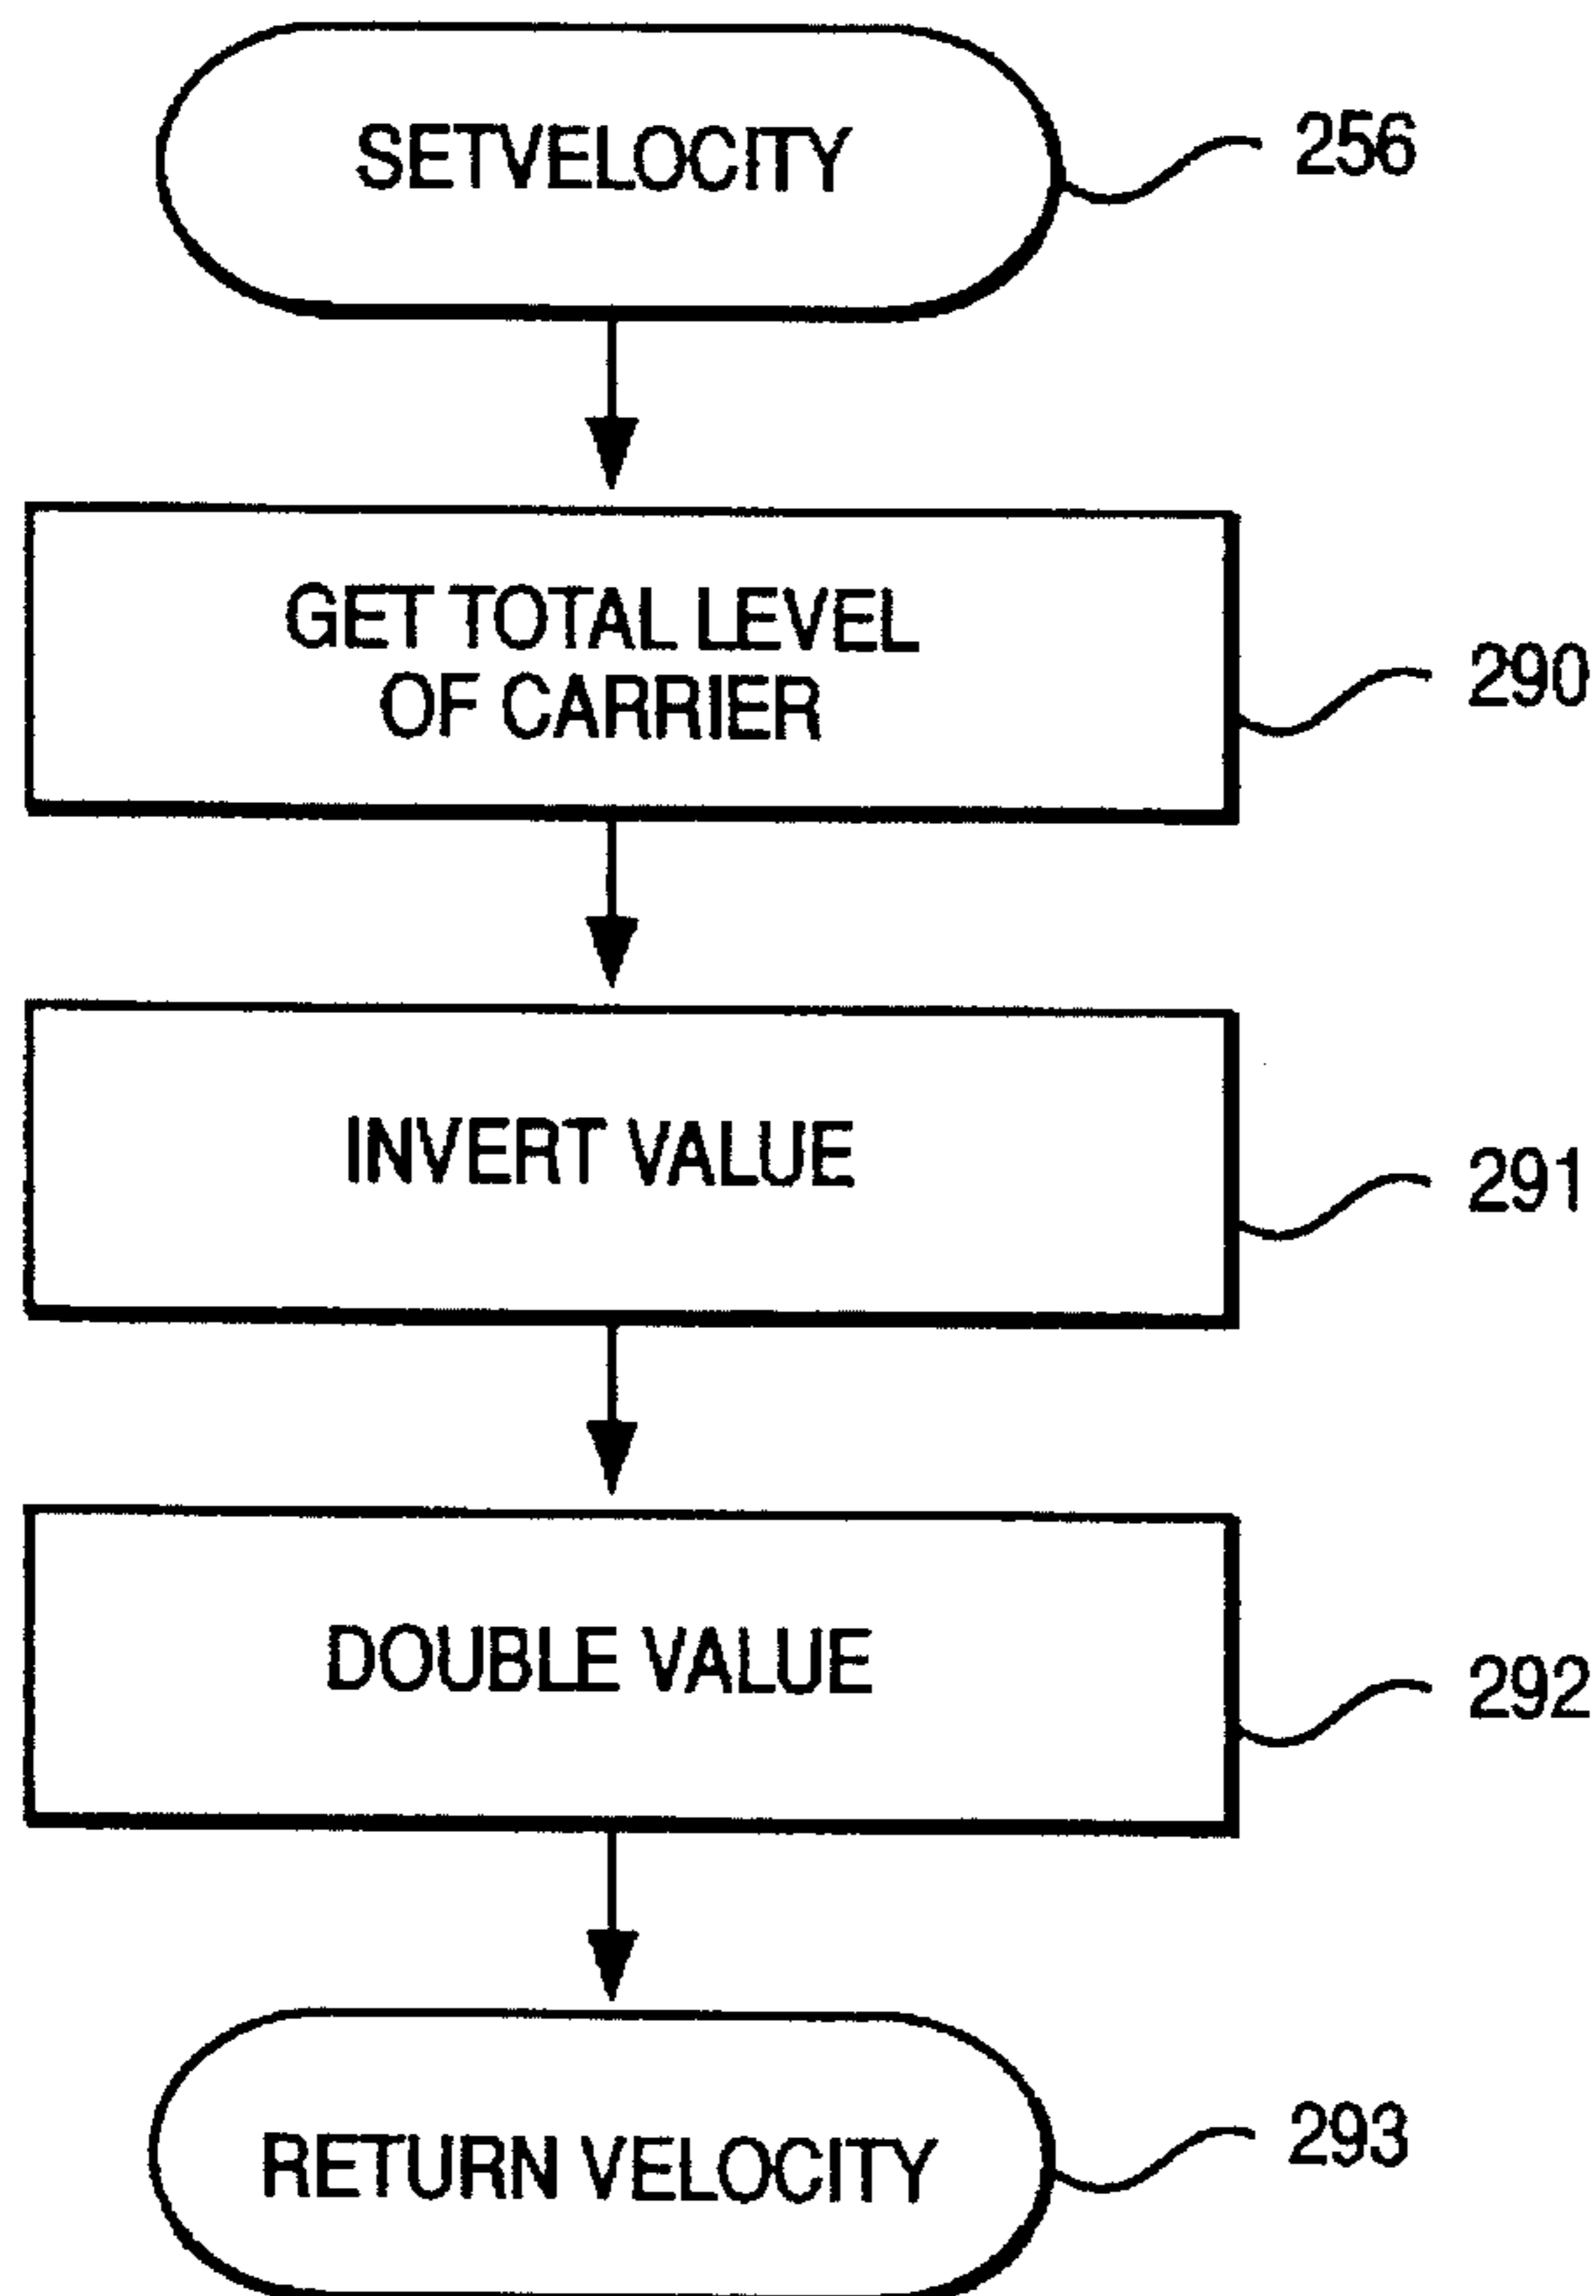 SETVELOCITY
256
GET TOTAL LEVEL
OF CARRIER
290
INVERT VALUE
291
DOUBLE VALUE
292
RETURN VELOCITY
293